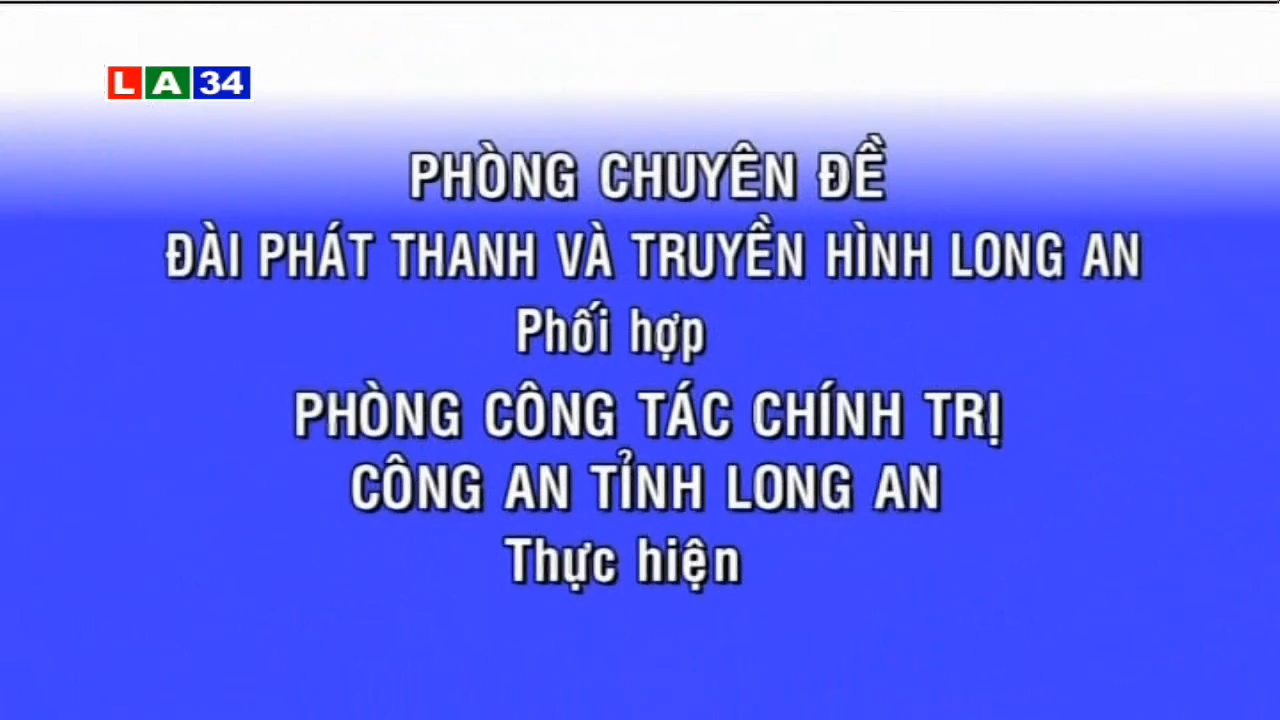 LA34
PHÒNG CHUYÊN ĐỀ
ĐÀI PHÁT THANH VÀ TRUYỀN HÌNH LONG AN
Phối hợp
PHÒNG CÔNG TÁC CHÍNH TRỊ
CÔNG AN TỈNH LONG AN
Thực hiện